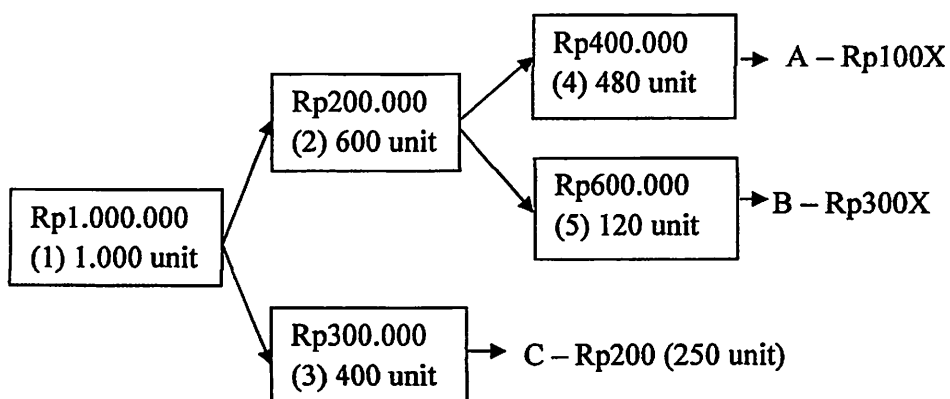 Rp400.000
(4) 480 unit
A – Rp100X
Rp200.000
(2) 600 unit
Rp600.000
(5) 120 unit
B – Rp300X
Rp1.000.000
(1) 1.000 unit
Rp300.000
(3) 400 unit
C – Rp200 (250 unit)